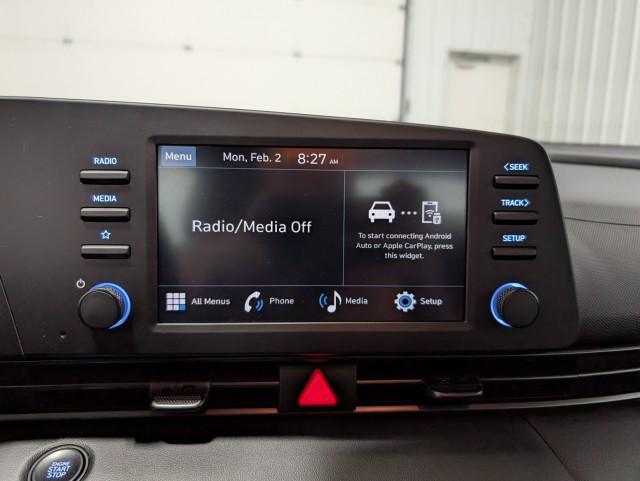 RADIO
MEDIA
Menu
Mon, Feb. 2
8:27 AM
Radio/Media Off
To start connecting Android
Auto or Apple CarPlay, press
this widget.
All Menus
Phone
Media
Setup
<SEEK
TRACK>
SETUP
ENGINE
START
STOP